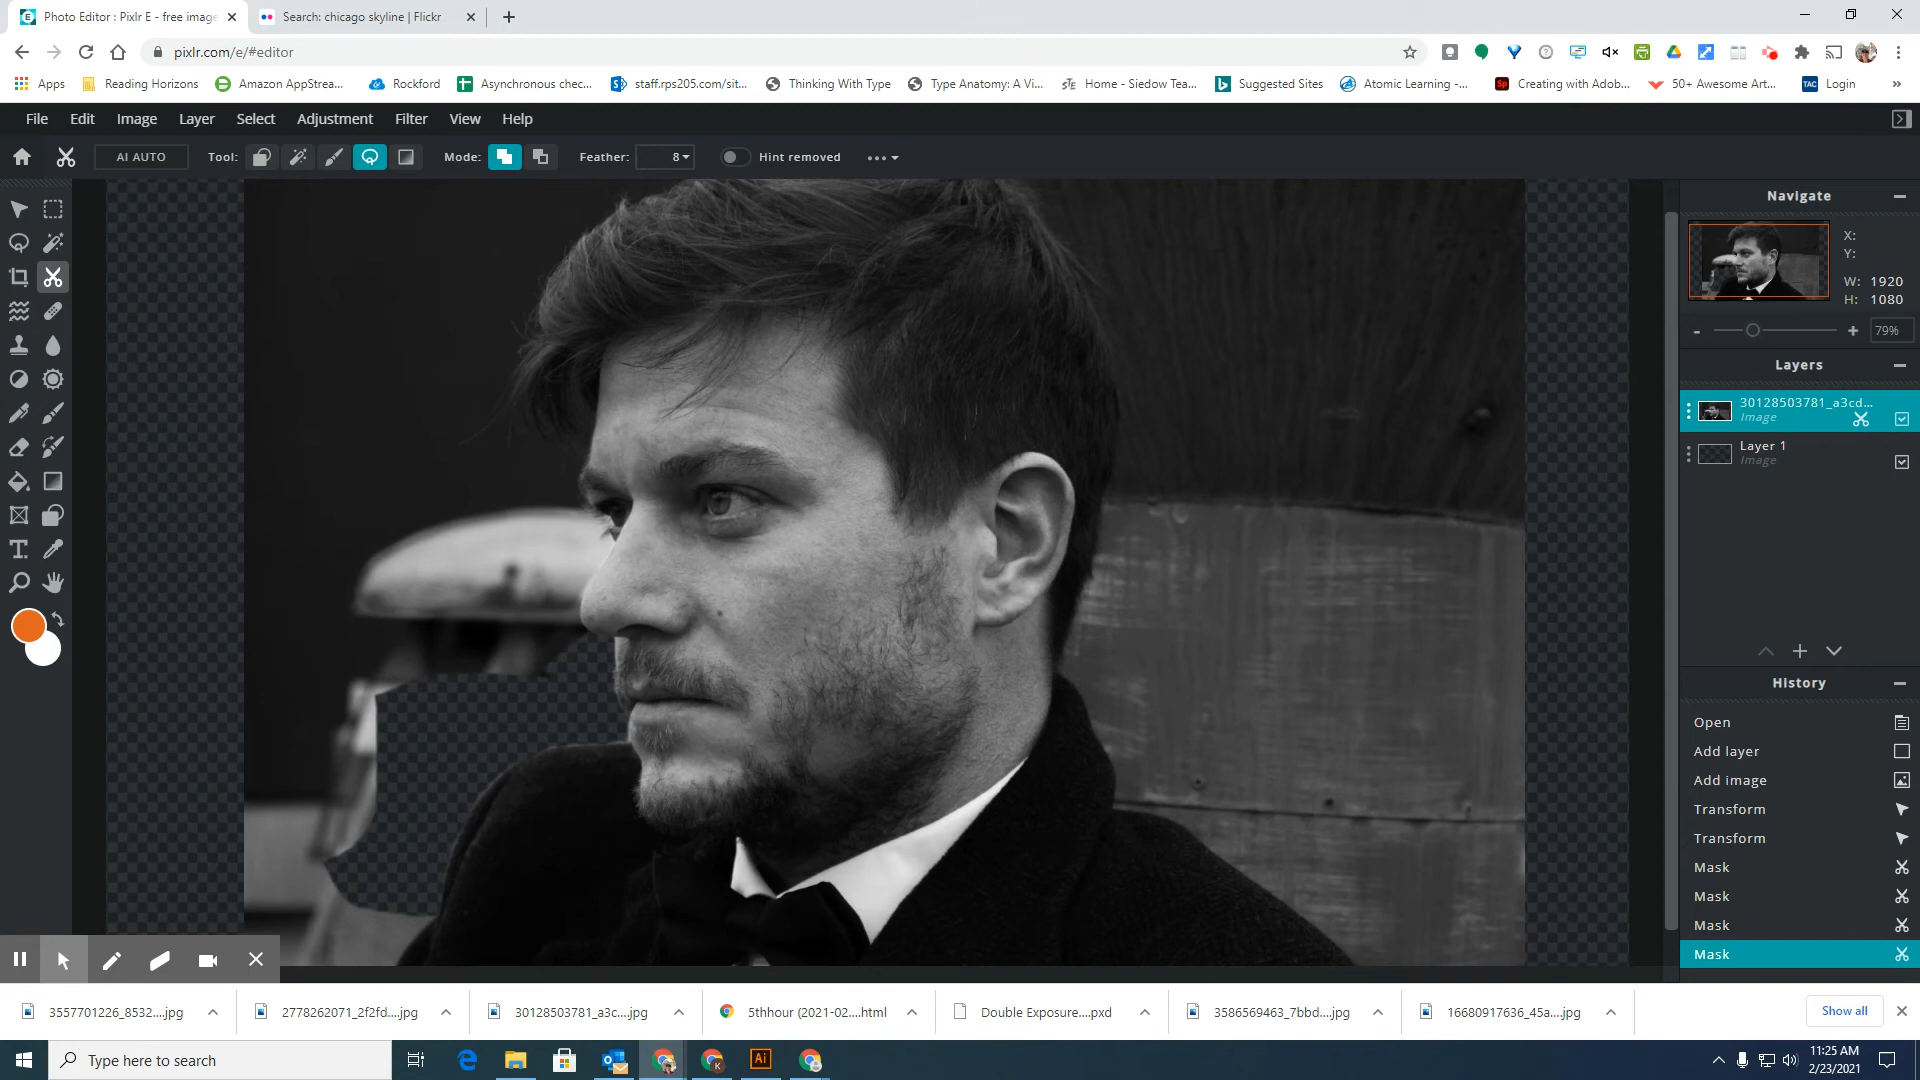 Photo Editor : Pixlr E - free image
Search: chicago skyline | Flickr
pixlr.com/e/#editor
Apps
Reading Horizons
Amazon AppStrea...
Rockford
Asynchronous chec...
staff.rps205.com/sit...
Thinking With Type
Type Anatomy: A Vi...
Home - Siedow Tea...
Suggested Sites
Atomic Learning -...
Creating with Adob...
50+ Awesome Art...
TAC
Login
File
Edit
Image
Layer
Select
Adjustment
Filter
View
Help
AI AUTO
Tool:
Mode:
Feather:
8
Hint removed
Navigate
X:
Y:
W: 1920
H: 1080
79%
Layers
30128503781_a3cd...
Image
Layer 1
Image
History
Open
Add layer
Add image
Transform
Transform
Mask
Mask
Mask
Mask
3557701226_8532....jpg
2778262071_2f2fd....jpg
30128503781_a3c....jpg
5thhour (2021-02....html
Double Exposure....pxd
3586569463_7bbd....jpg
16680917636_45a....jpg
Show all
Type here to search
Ai
11:25 AM
2/23/2021